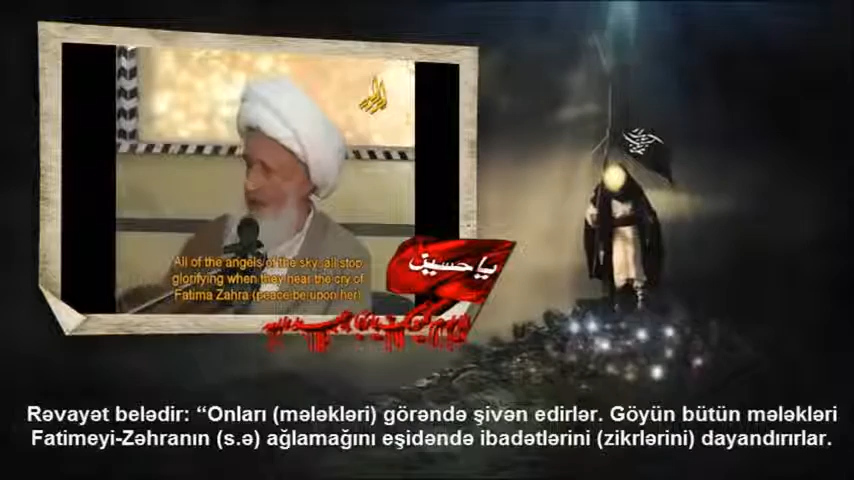 All of the angels of the sky, all stop
glorifying when they hear the cry of
Fatima Zahra (peace be upon her)
یا حسین
Rəvayət belədir: “Onları (mələkləri) görəndə şivən edirlər. Göyün bütün mələkləri
Fatimeyi-Zəhranın (s.ə) ağlamağını eşidəndə ibadətlərini (zikrlərini) dayandırırlar.